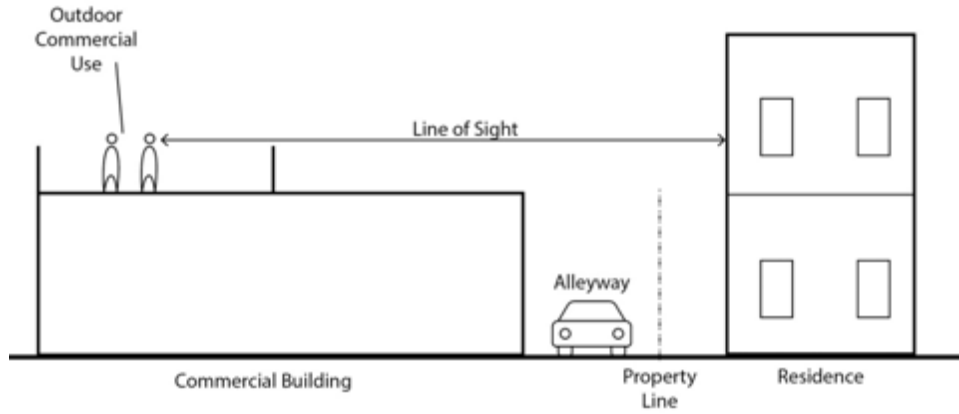 Outdoor
Commercial
Use
Line of Sight
Alleyway
Commercial Building
Property
Line
Residence